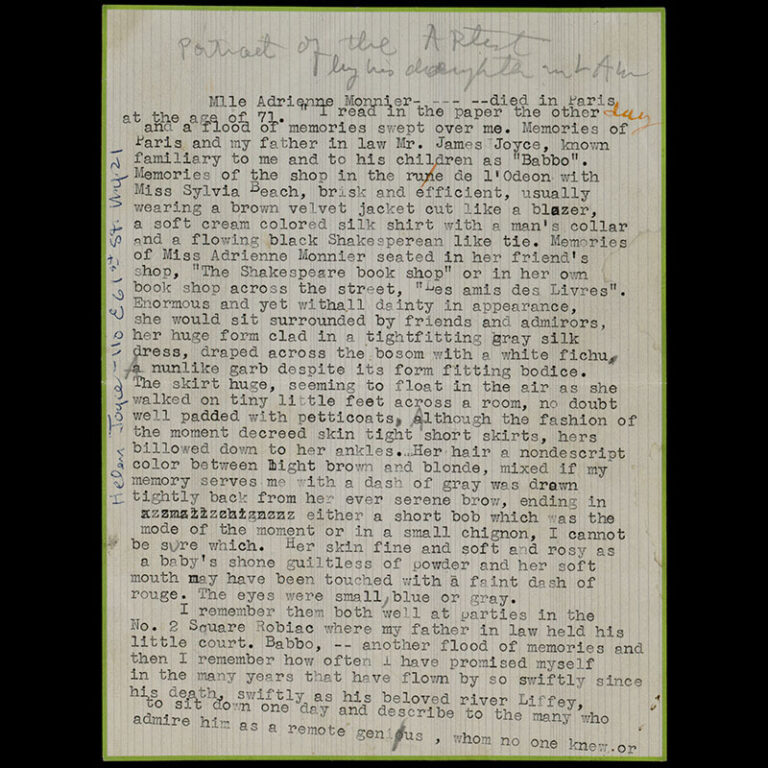 Portrait of the Artist
by his daughter in Law
Mlle Adrienne Monnier- --- --died in Paris
at the age of 71. " I read in the paper the other day
and a flood of memories swept over me. Memories of
Paris and my father in law Mr. James Joyce, known
familiary to me and to his children as "Babbo".
Memories of the shop in the rune de l'Odeon with
Miss Sylvia Beach, brisk and efficient, usually
wearing a brown velvet jacket cut like a blazer,
a soft cream colored silk shirt with a man's collar
and a flowing black Shakesperean like tie. Memories
of Miss Adrienne Monnier seated in her friend's
shop, "The Shakespeare book shop" or in her own
book shop across the street, "Les amis des Livres".
Enormous and yet withall dainty in appearance,
she would sit surrounded by friends and admirors,
her huge form clad in a tightfitting gray silk
dress, draped across the bosom with a white fichu,
A nunlike garb despite its form fitting bodice.
The skirt huge, seeming to float in the air as she
walked on tiny little feet across a room, no doubt
well padded with petticoats, Although the fashion of
the moment decreed skin tight short skirts, hers
billowed down to her ankles. Her hair a nondescript
color between light brown and blonde, mixed if my
memory serves me with a dash of gray was drawn
tightly back from her ever serene brow, ending in
either a short bob which was the
mode of the moment or in a small chignon, I cannot
be sure which. Her skin fine and soft and rosy as
a baby's shone guiltless of powder and her soft
mouth may have been touched with a faint dash of
rouge. The eyes were small, blue or gray.
I remember them both well at parties in the
No. 2 Square Robiac where my father in law held his
little court. Babbo, -- another flood of memories and
then I remember how often I have promised myself
in the many years that have flown by so swiftly since
his death, swiftly as his beloved river Liffey,
to sit down one day and describe to the many who
admire him as a remote genius , whom no one knew or
Helen Joyce - 110 E 61st St. N.Y. 21